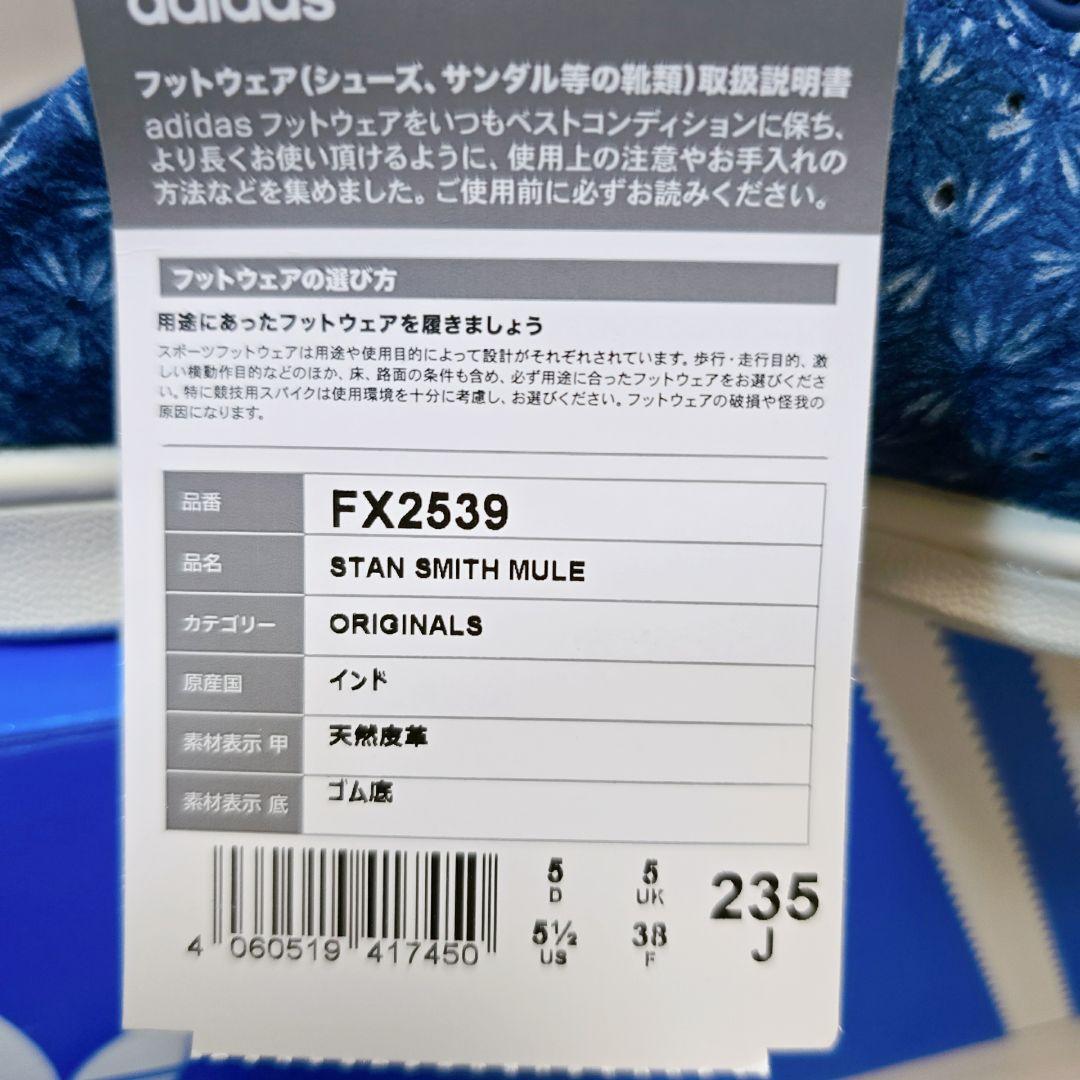 adidas
フットウェア(シューズ、サンダル等の靴類)取扱説明書
adidas フットウェアをいつもベストコンディションに保ち、
より長くお使い頂けるように、使用上の注意やお手入れの
方法などを集めました。ご使用前に必ずお読みください。
フットウェアの選び方
用途にあったフットウェアを履きましょう
スポーツフットウェアは用途や使用目的によって設計がそれぞれされています。歩行・走行目的、激
しい横動作目的などのほか、床、路面の条件も含め、必ず用途に合ったフットウェアをお選びくださ
い。特に競技用スパイクは使用環境を十分に考慮し、お選びください。フットウェアの破損や怪我の
原因になります。
品番 FX2539
品名 STAN SMITH MULE
カテゴリー ORIGINALS
原産国 インド
素材表示 甲 天然皮革
素材表示 底 ゴム底
4 060519 417450
5 5 235
D UK J
5½ 38
US F